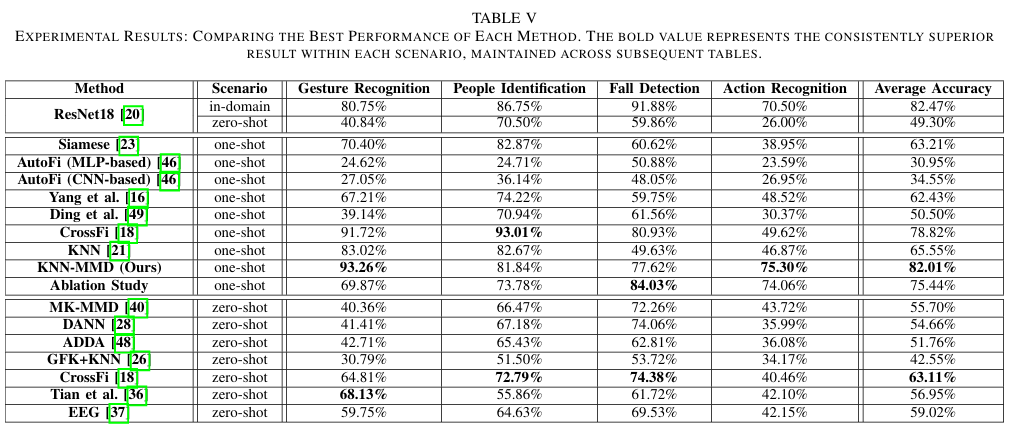 TABLE V
EXPERIMENTAL RESULTS: COMPARING THE BEST PERFORMANCE OF EACH METHOD. THE BOLD VALUE REPRESENTS THE CONSISTENTLY SUPERIOR
RESULT WITHIN EACH SCENARIO, MAINTAINED ACROSS SUBSEQUENT TABLES.
Method Scenario Gesture Recognition People Identification Fall Detection Action Recognition Average Accuracy
ResNet18 [20] in-domain 80.75% 86.75% 91.88% 70.50% 82.47%
zero-shot 40.84% 70.50% 59.86% 26.00% 49.30%
Siamese [23] one-shot 70.40% 82.87% 60.62% 38.95% 63.21%
AutoFi (MLP-based) [46] one-shot 24.62% 24.71% 50.88% 23.59% 30.95%
AutoFi (CNN-based) [46] one-shot 27.05% 36.14% 48.05% 26.95% 34.55%
Yang et al. [16] one-shot 67.21% 74.22% 59.75% 48.52% 62.43%
Ding et al. [49] one-shot 39.14% 70.94% 61.56% 30.37% 50.50%
CrossFi [18] one-shot 91.72% 93.01% 80.93% 49.62% 78.82%
KNN [21] one-shot 83.02% 82.67% 49.63% 46.87% 65.55%
KNN-MMD (Ours) one-shot 93.26% 81.84% 77.62% 75.30% 82.01%
Ablation Study one-shot 69.87% 73.78% 84.03% 74.06% 75.44%
MK-MMD [40] zero-shot 40.36% 66.47% 72.26% 43.72% 55.70%
DANN [28] zero-shot 41.41% 67.18% 74.06% 35.99% 54.66%
ADDA [48] zero-shot 42.71% 65.43% 62.81% 36.08% 51.76%
GFK+KNN [26] zero-shot 30.79% 51.50% 53.72% 34.17% 42.55%
CrossFi [18] zero-shot 64.81% 72.79% 74.38% 40.46% 63.11%
Tian et al. [36] zero-shot 68.13% 55.86% 61.72% 42.10% 56.95%
EEG [37] zero-shot 59.75% 64.63% 69.53% 42.15% 59.02%